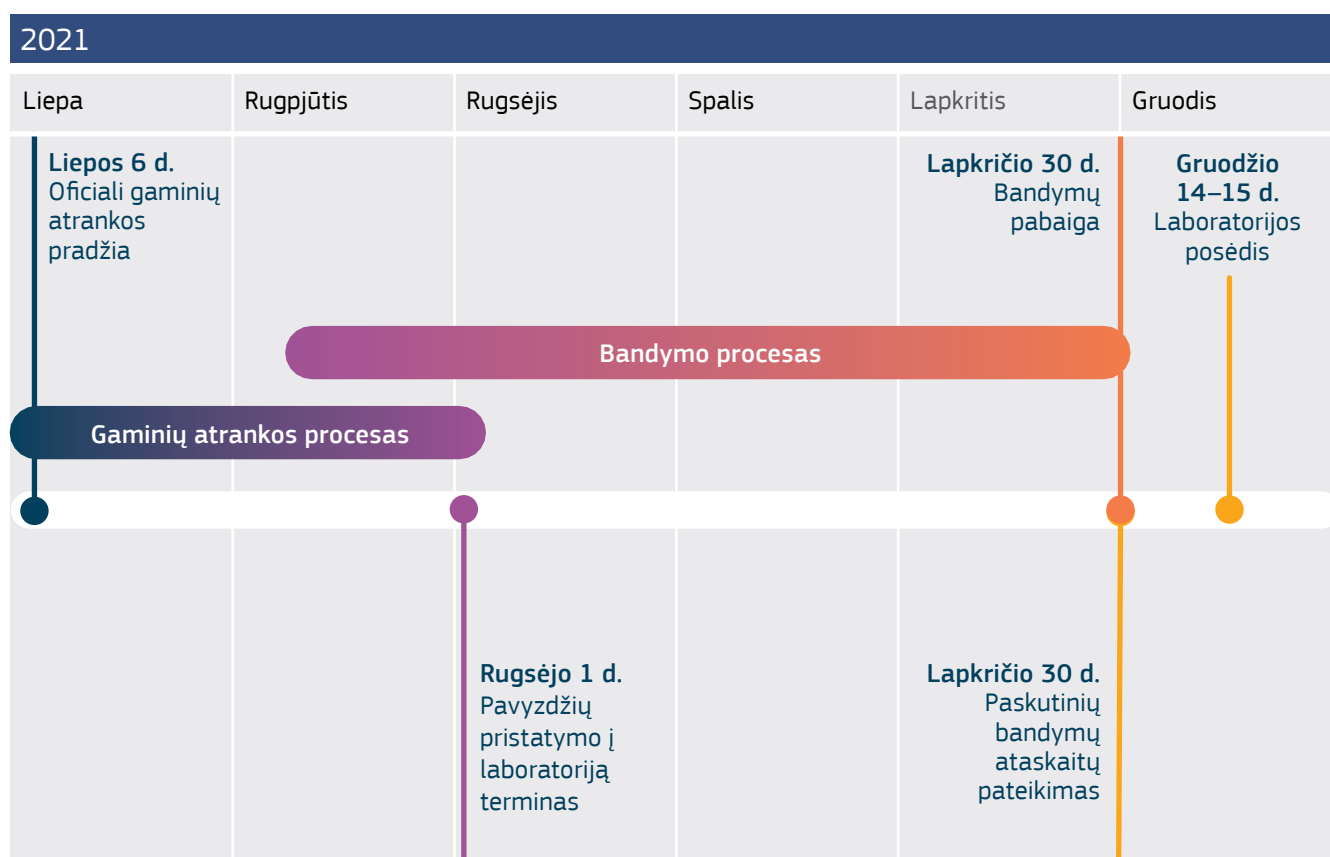 2021
Liepa
Rugpjūtis
Rugsėjis
Spalis
Lapkritis
Gruodis
Liepos 6 d.
Oficiali gaminių
atrankos
pradžia
Lapkričio 30 d.
Bandymų
pabaiga
Gruodžio
14–15 d.
Laboratorijos
posėdis
Bandymo procesas
Gaminių atrankos procesas
Rugsėjo 1 d.
Pavyzdžių
pristatymo į
laboratoriją
terminas
Lapkričio 30 d.
Paskutinių
bandymų
ataskaitų
pateikimas